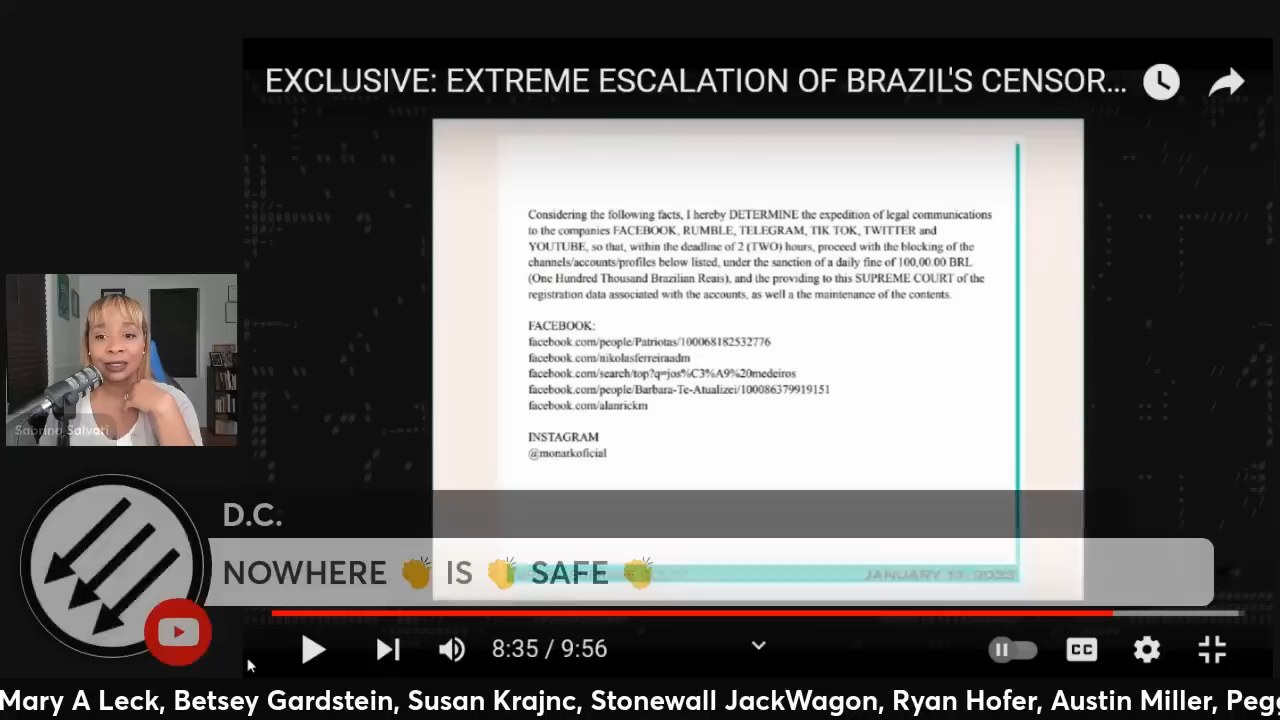 EXCLUSIVE: EXTREME ESCALATION OF BRAZIL'S CENSOR...
Considering the following facts, I hereby DETERMINE the expedition of legal communications
to the companies FACEBOOK, RUMBLE, TELEGRAM, TIK TOK, TWITTER and
YOUTUBE, so that, within the deadline of 2 (TWO) hours, proceed with the blocking of the
channels/accounts/profiles below listed, under the sanction of a daily fine of 100,00.00 BRL
(One Hundred Thousand Brazilian Reais), and the providing to this SUPREME COURT of the
registration data associated with the accounts, as well a the maintenance of the contents.
FACEBOOK:
facebook.com/people/Patriotas/100068182532776
facebook.com/nikolasferreiraadm
facebook.com/search/top?q=jos%C3%A9%20medeiros
facebook.com/people/Barbara-Te-Atualizei/100086379919151
facebook.com/alanrickm
INSTAGRAM
@monarkoficial
Sabrina Salvati
D.C.
NOWHERE 👏 IS 👏 SAFE 👏
8:35 / 9:56
CC
Mary A Leck, Betsey Gardstein, Susan Krajnc, Stonewall JackWagon, Ryan Hofer, Austin Miller, Peg